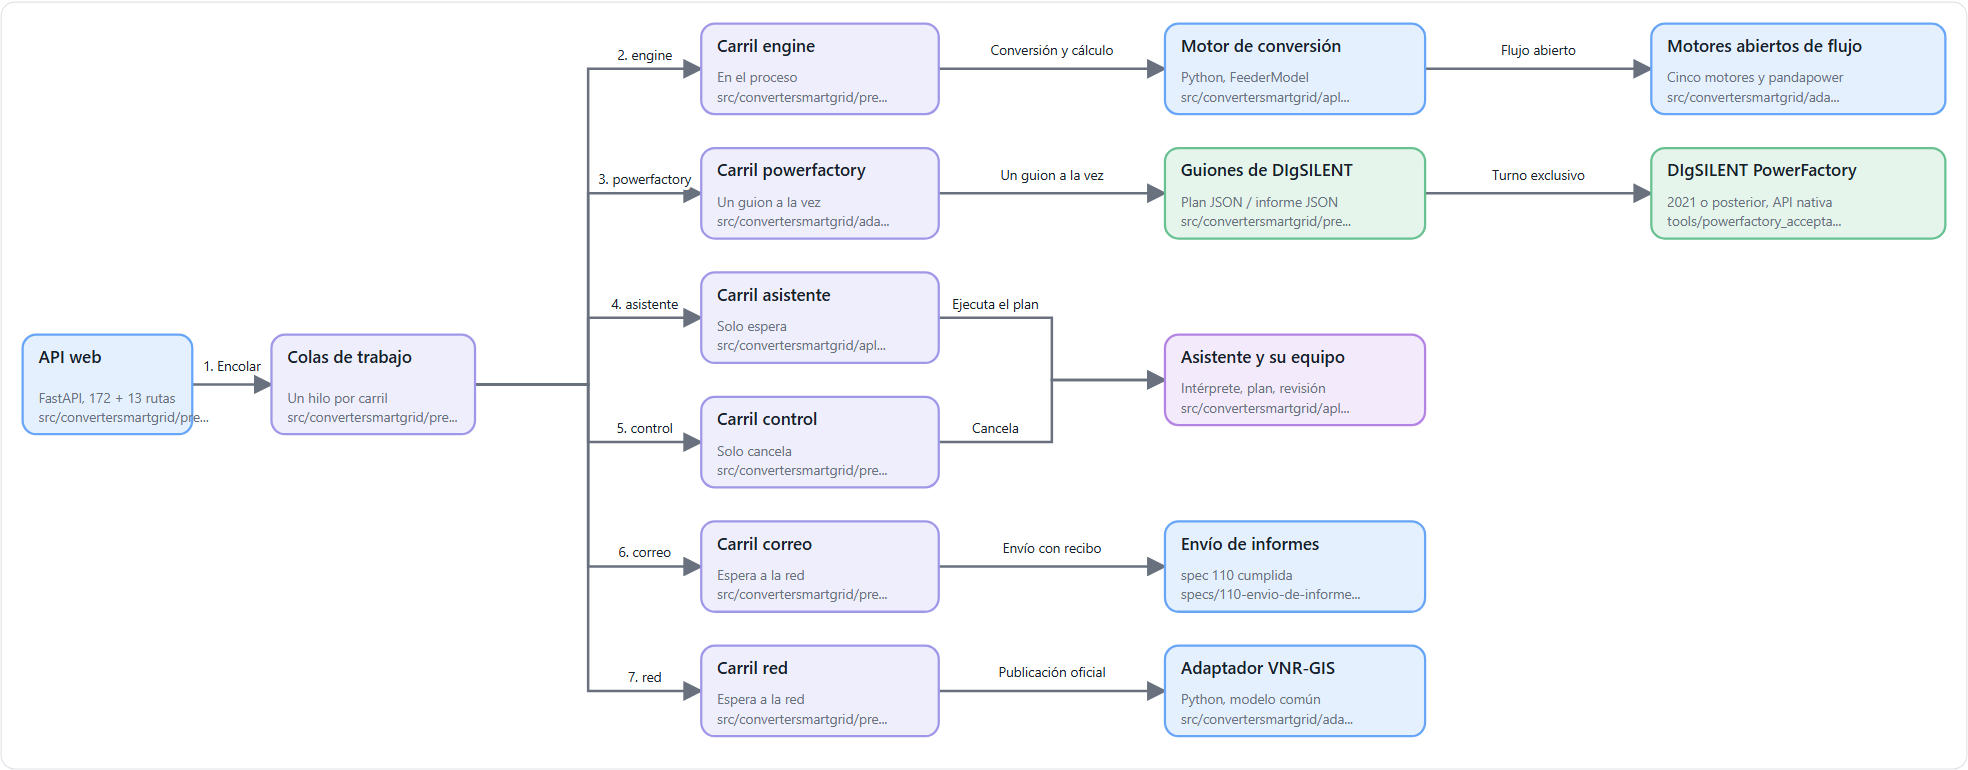 API web
FastAPI, 172 + 13 rutas
src/convertersmartgrid/pre...
1. Encolar
Colas de trabajo
Un hilo por carril
src/convertersmartgrid/pre...
2. engine
Carril engine
En el proceso
src/convertersmartgrid/pre...
Conversión y cálculo
Motor de conversión
Python, FeederModel
src/convertersmartgrid/apl...
Flujo abierto
Motores abiertos de flujo
Cinco motores y pandapower
src/convertersmartgrid/ada...
3. powerfactory
Carril powerfactory
Un guion a la vez
src/convertersmartgrid/ada...
Un guion a la vez
Guiones de DIgSILENT
Plan JSON / informe JSON
src/convertersmartgrid/pre...
Turno exclusivo
DIgSILENT PowerFactory
2021 o posterior, API nativa
tools/powerfactory_accepta...
4. asistente
Carril asistente
Solo espera
src/convertersmartgrid/apl...
Ejecuta el plan
5. control
Carril control
Solo cancela
src/convertersmartgrid/pre...
Cancela
Asistente y su equipo
Intérprete, plan, revisión
src/convertersmartgrid/apl...
6. correo
Carril correo
Espera a la red
src/convertersmartgrid/pre...
Envío con recibo
Envío de informes
spec 110 cumplida
specs/110-envio-de-informe...
7. red
Carril red
Espera a la red
src/convertersmartgrid/pre...
Publicación oficial
Adaptador VNR-GIS
Python, modelo común
src/convertersmartgrid/ada...